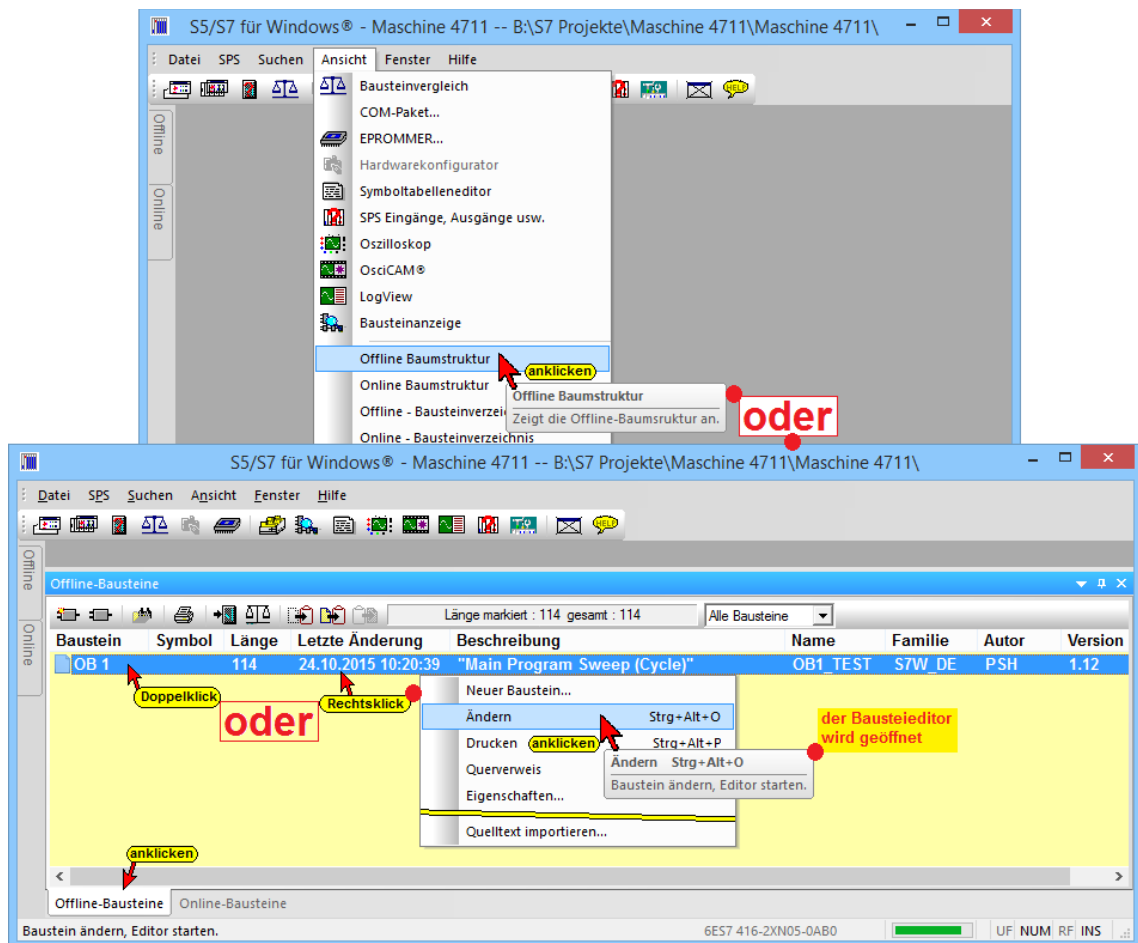 S5/S7 für Windows® - Maschine 4711 -- B:\S7 Projekte\Maschine 4711\Maschine 4711\
Datei SPS Suchen Ansicht Fenster Hilfe
HELP
Offline
Online
Bausteinvergleich
COM-Paket...
EPROMMER...
Hardwarekonfigurator
Symboltabelleneditor
SPS Eingänge, Ausgänge usw.
Oszilloskop
OsciCAM®
LogView
Bausteinanzeige
Offline Baumstruktur
anklicken
Online Baumstruktur
Offline Baumstruktur
Offline - Bausteinverzei
Zeigt die Offline-Baumsruktur an.
oder
Online - Bausteinverzeichnis
S5/S7 für Windows® - Maschine 4711 -- B:\S7 Projekte\Maschine 4711\Maschine 4711\
Datei SPS Suchen Ansicht Fenster Hilfe
HELP
Offline
Online
Offline-Bausteine
Länge markiert : 114 gesamt : 114 Alle Bausteine
Baustein Symbol Länge Letzte Änderung Beschreibung Name Familie Autor Version
OB 1 114 24.10.2015 10:20:39 "Main Program Sweep (Cycle)" OB1_TEST S7W_DE PSH 1.12
Doppelklick
oder
Rechtsklick
Neuer Baustein...
Ändern Strg+Alt+O
Drucken anklicken Strg+Alt+P
Querverweis
Eigenschaften...
Quelltext importieren...
Ändern Strg+Alt+O
Baustein ändern, Editor starten.
der Bausteieditor
wird geöffnet
anklicken
Offline-Bausteine Online-Bausteine
Baustein ändern, Editor starten. 6ES7 416-2XN05-0AB0 UF NUM RF INS